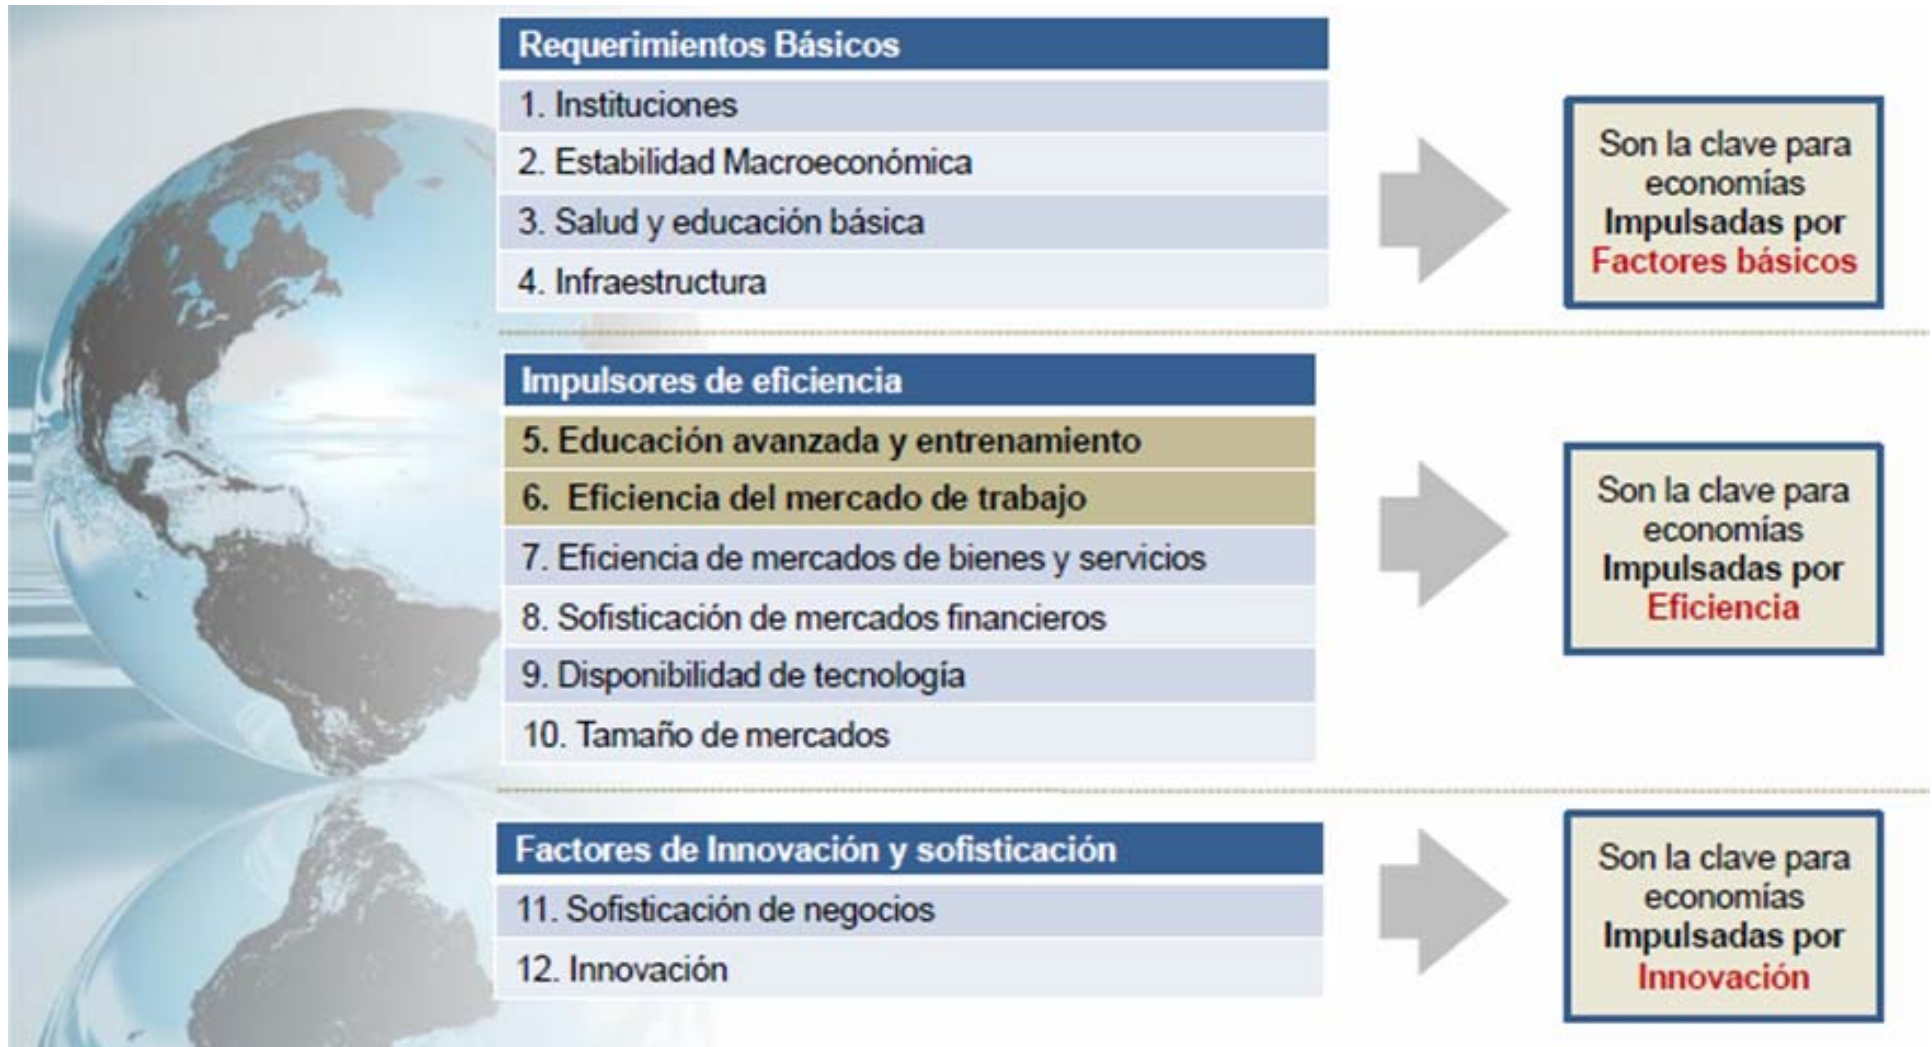 Requerimientos Básicos
1. Instituciones
2. Estabilidad Macroeconómica
3. Salud y educación básica
4. Infraestructura
Son la clave para
economías
Impulsadas por
Factores básicos
Impulsores de eficiencia
5. Educación avanzada y entrenamiento
6. Eficiencia del mercado de trabajo
7. Eficiencia de mercados de bienes y servicios
8. Sofisticación de mercados financieros
9. Disponibilidad de tecnología
10. Tamaño de mercados
Son la clave para
economías
Impulsadas por
Eficiencia
Factores de Innovación y sofisticación
11. Sofisticación de negocios
12. Innovación
Son la clave para
economías
Impulsadas por
Innovación